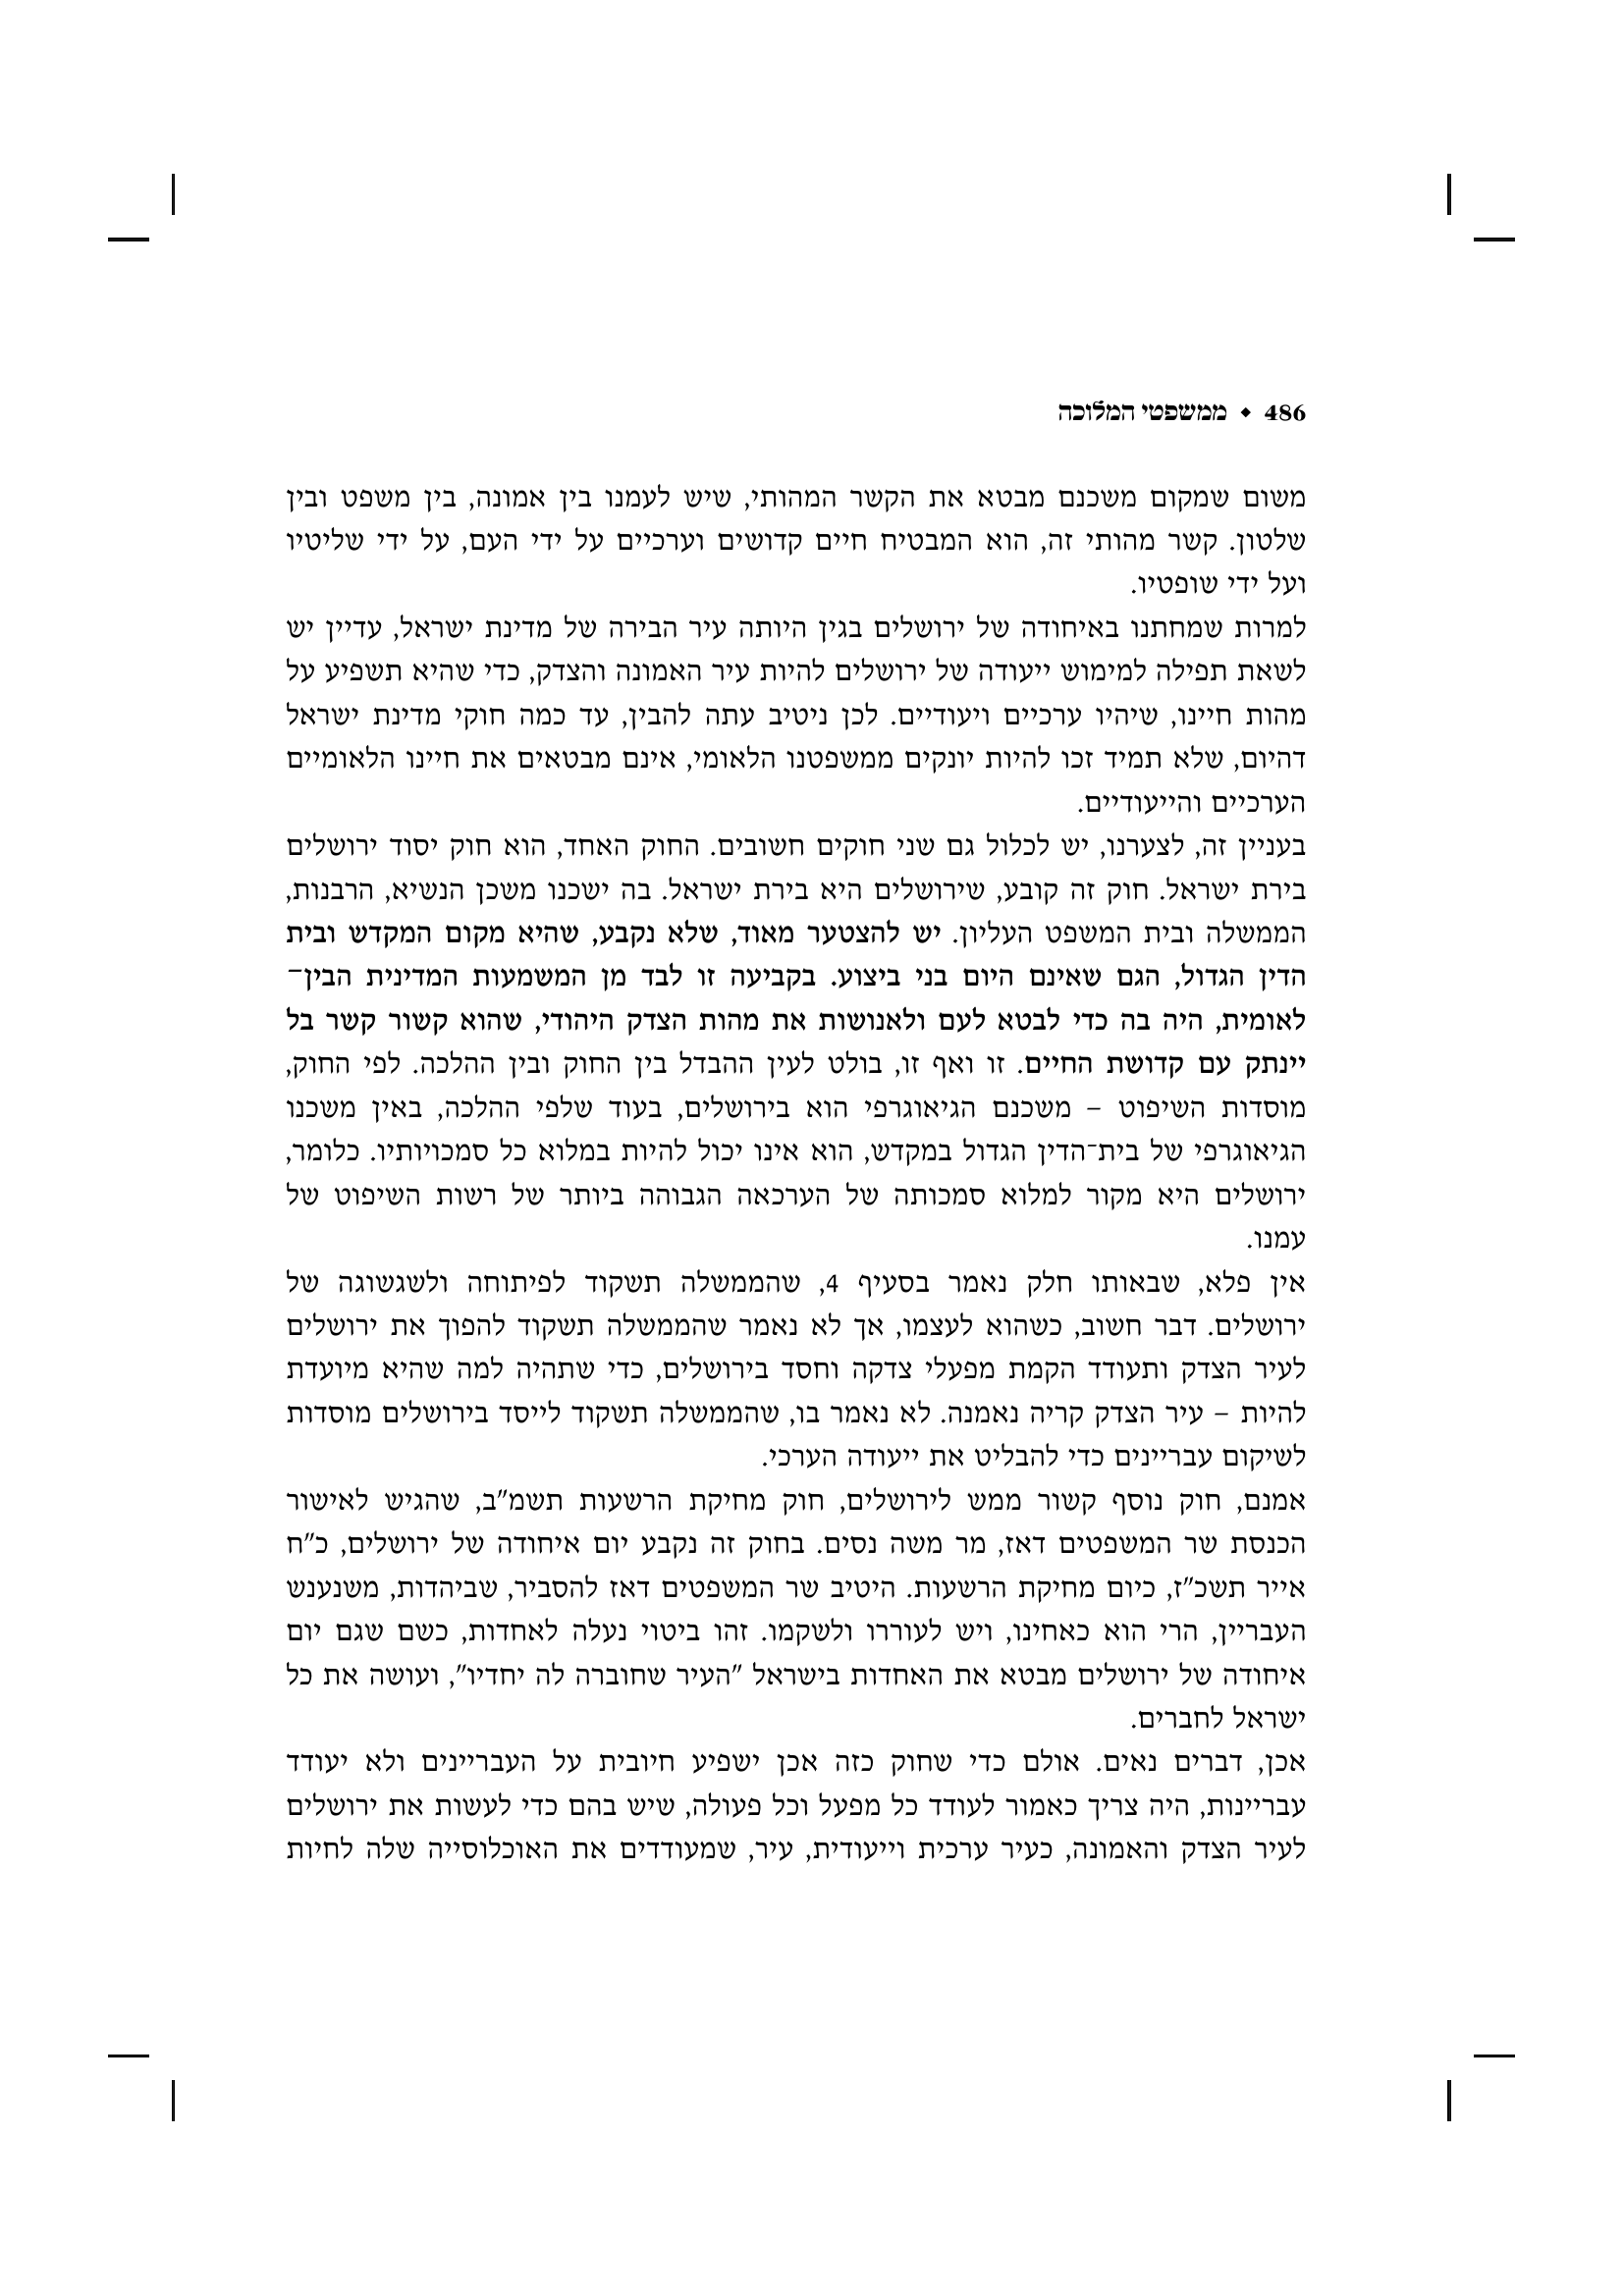 486 ◆ ממשפטי המלוכה
משום שמקום משכנם מבטא את הקשר המהותי, שיש לעמנו בין אמונה, בין משפט ובין
שלטון. קשר מהותי זה, הוא המבטיח חיים קדושים וערכיים על ידי העם, על ידי שליטיו
ועל ידי שופטיו.
למרות שמחתנו באיחודה של ירושלים בגין היותה עיר הבירה של מדינת ישראל, עדיין יש
לשאת תפילה למימוש ייעודה של ירושלים להיות עיר האמונה והצדק, כדי שהיא תשפיע על
מהות חיינו, שיהיו ערכיים ויעודיים. לכן ניטיב עתה להבין, עד כמה חוקי מדינת ישראל
דהיום, שלא תמיד זכו להיות יונקים ממשפטנו הלאומי, אינם מבטאים את חיינו הלאומיים
הערכיים והייעודיים.
בעניין זה, לצערנו, יש לכלול גם שני חוקים חשובים. החוק האחד, הוא חוק יסוד ירושלים
בירת ישראל. חוק זה קובע, שירושלים היא בירת ישראל. בה ישכנו משכן הנשיא, הרבנות,
הממשלה ובית המשפט העליון. יש להצטער מאוד, שלא נקבע, שהיא מקום המקדש ובית
הדין הגדול, הגם שאינם היום בני ביצוע. בקביעה זו לבד מן המשמעות המדינית הבין־
לאומית, היה בה כדי לבטא לעם ולאנושות את מהות הצדק היהודי, שהוא קשור קשר בל
יינתק עם קדושת החיים. זו ואף זו, בולט לעין ההבדל בין החוק ובין ההלכה. לפי החוק,
מוסדות השיפוט – משכנם הגיאוגרפי הוא בירושלים, בעוד שלפי ההלכה, באין משכנו
הגיאוגרפי של בית־הדין הגדול במקדש, הוא אינו יכול להיות במלוא כל סמכויותיו. כלומר,
ירושלים היא מקור למלוא סמכותה של הערכאה הגבוהה ביותר של רשות השיפוט של
עמנו.
אין פלא, שבאותו חלק נאמר בסעיף 4, שהממשלה תשקוד לפיתוחה ולשגשוגה של
ירושלים. דבר חשוב, כשהוא לעצמו, אך לא נאמר שהממשלה תשקוד להפוך את ירושלים
לעיר הצדק ותעודד הקמת מפעלי צדקה וחסד בירושלים, כדי שתהיה למה שהיא מיועדת
להיות – עיר הצדק קריה נאמנה. לא נאמר בו, שהממשלה תשקוד לייסד בירושלים מוסדות
לשיקום עבריינים כדי להבליט את ייעודה הערכי.
אמנם, חוק נוסף קשור ממש לירושלים, חוק מחיקת הרשעות תשמ"ב, שהגיש לאישור
הכנסת שר המשפטים דאז, מר משה נסים. בחוק זה נקבע יום איחודה של ירושלים, כ"ח
אייר תשכ"ז, כיום מחיקת הרשעות. היטיב שר המשפטים דאז להסביר, שביהדות, משנענש
העבריין, הרי הוא כאחינו, ויש לעוררו ולשקמו. זהו ביטוי נעלה לאחדות, כשם שגם יום
איחודה של ירושלים מבטא את האחדות בישראל "העיר שחוברה לה יחדיו", ועושה את כל
ישראל לחברים.
אכן, דברים נאים. אולם כדי שחוק כזה אכן ישפיע חיובית על העבריינים ולא יעודד
עבריינות, היה צריך כאמור לעודד כל מפעל וכל פעולה, שיש בהם כדי לעשות את ירושלים
לעיר הצדק והאמונה, כעיר ערכית וייעודית, עיר, שמעודדים את האוכלוסייה שלה לחיות